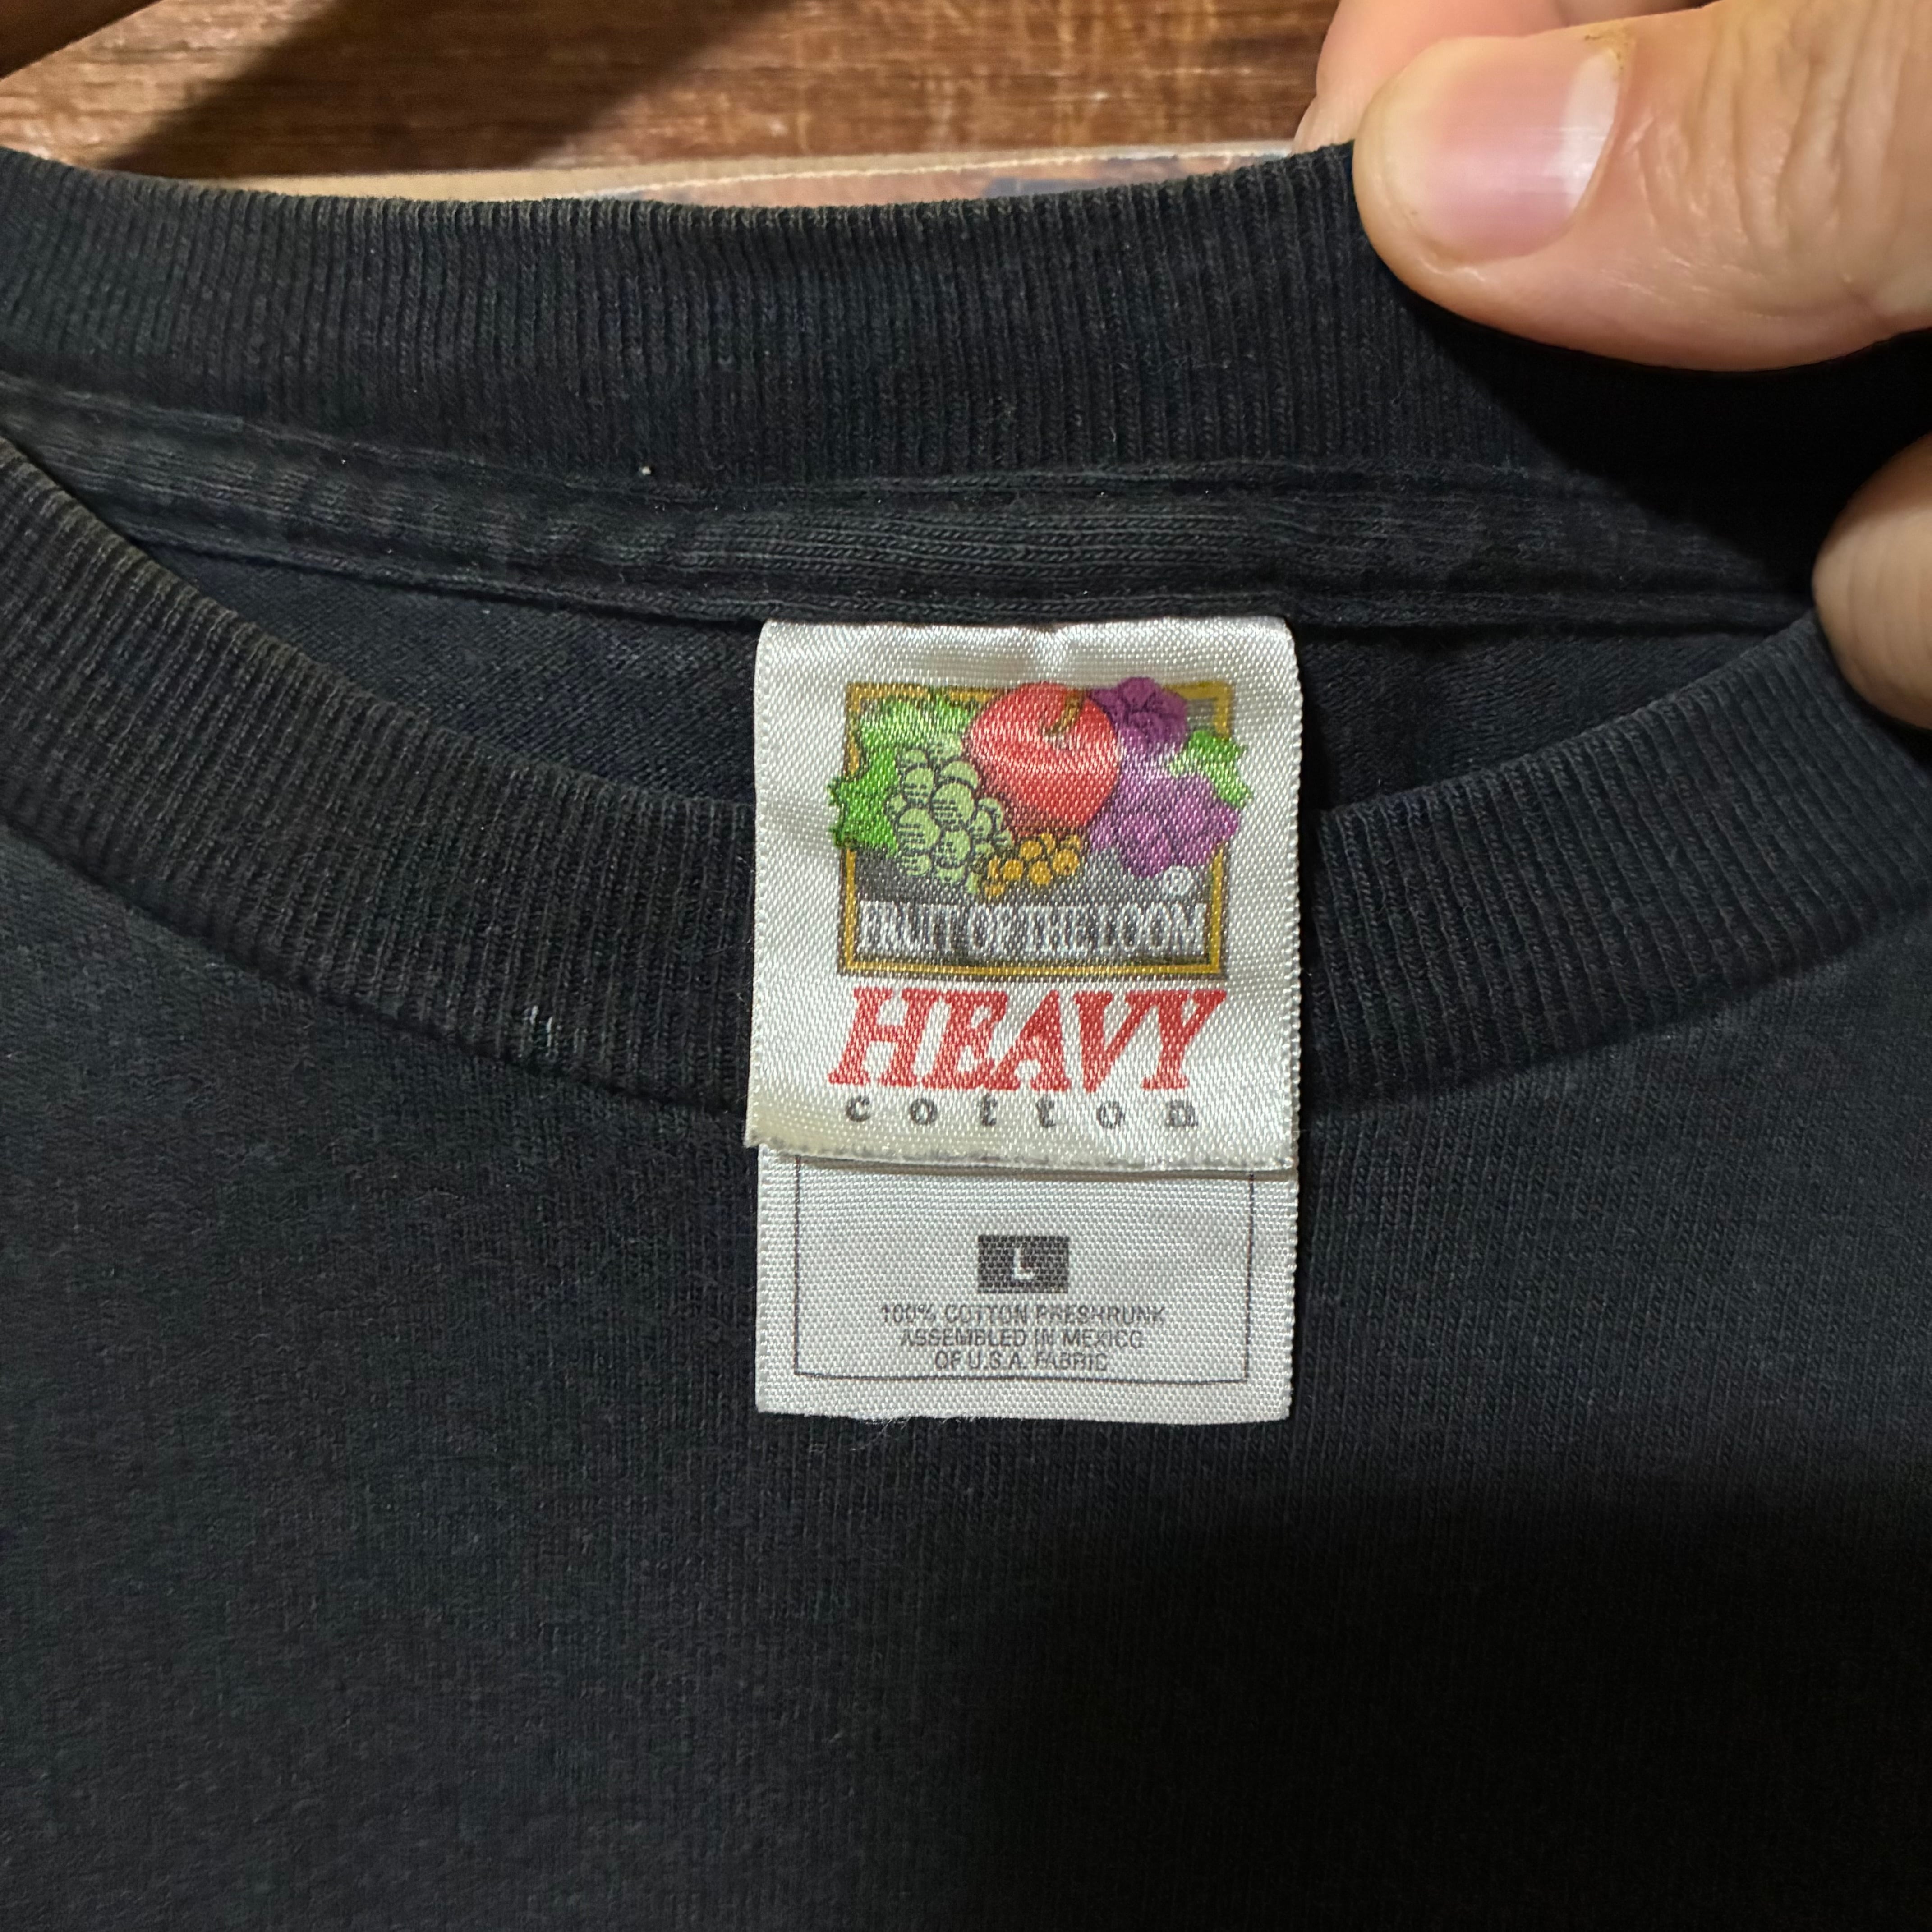 FRUIT OF THE LOOM
HEAVY
cotton
L
100% COTTON PRESHRUNK
ASSEMBLED IN MEXICO
OF U.S.A. FABRIC